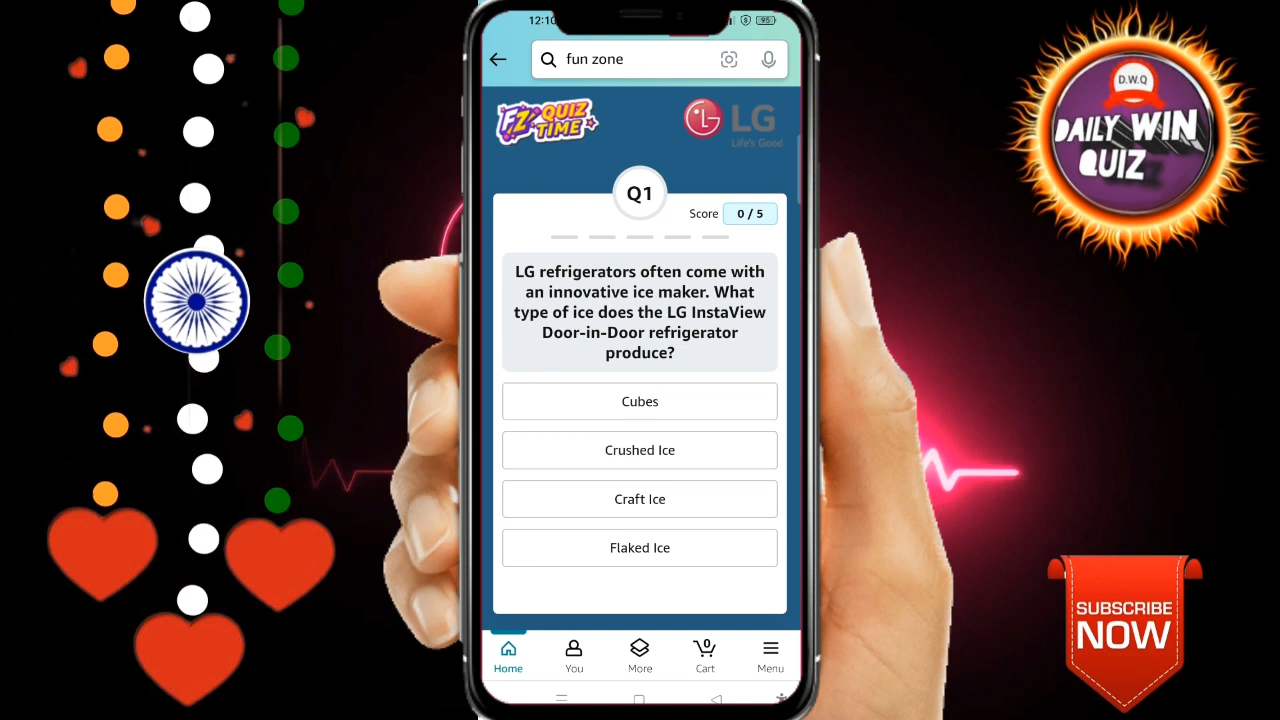 12:10
95
fun zone
FZ QUIZ TIME
LG
Life's Good
Q1
Score 0 / 5
LG refrigerators often come with
an innovative ice maker. What
type of ice does the LG InstaView
Door-in-Door refrigerator
produce?
Cubes
Crushed Ice
Craft Ice
Flaked Ice
0
Home You More Cart Menu
D.W.Q
DAILY WIN
QUIZ
SUBSCRIBE
NOW